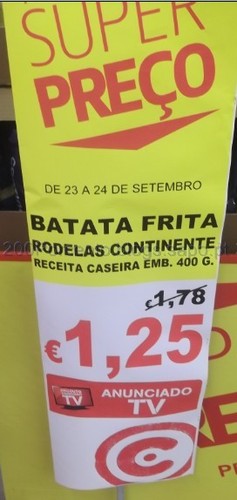 SUPER
PREÇO
DE 23 A 24 DE SETEMBRO
BATATA FRITA
RODELAS CONTINENTE
RECEITA CASEIRA EMB. 400 G.
€1,78
€1,25
ANUNCIADO
TV